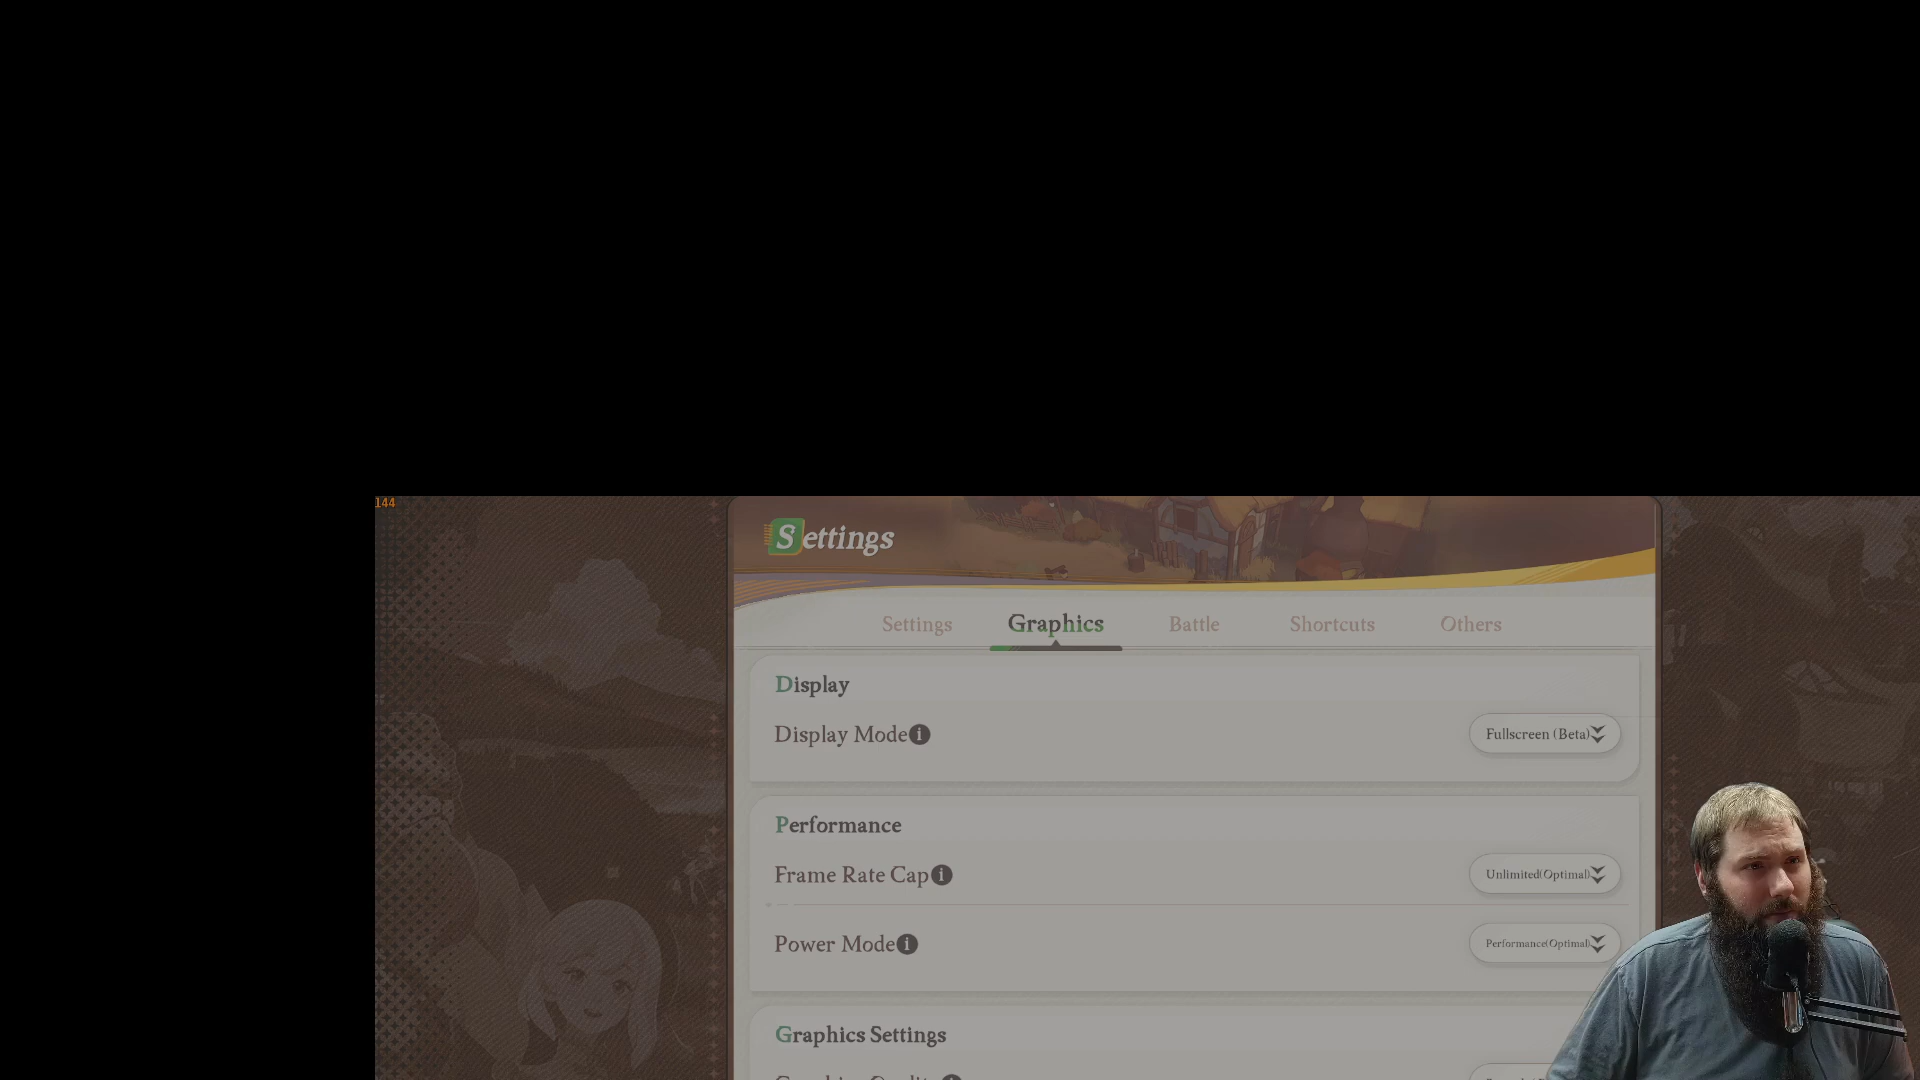 144
Settings
Settings Graphics Battle Shortcuts Others
Display
Display Mode Fullscreen (Beta)
Performance
Frame Rate Cap Unlimited(Optimal)
Power Mode Performance(Optimal)
Graphics Settings